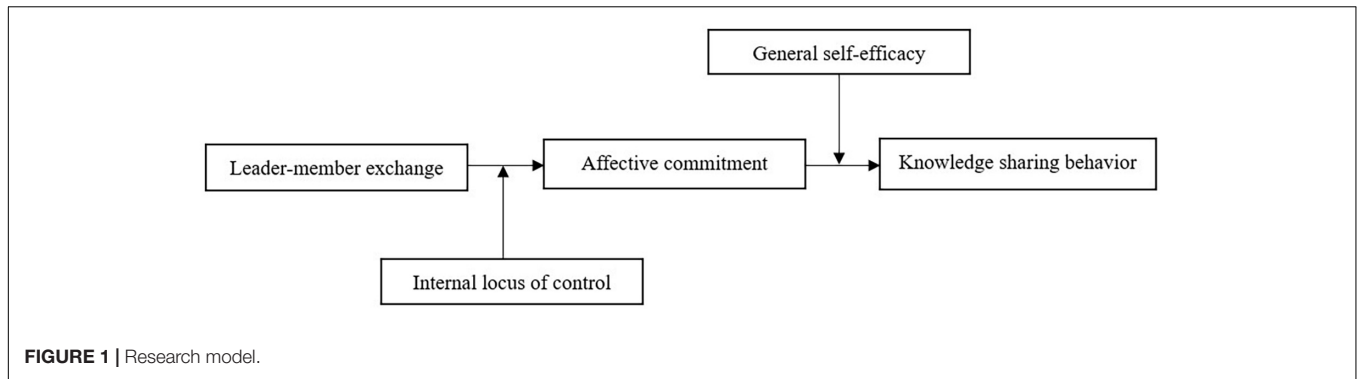 General self-efficacy
Leader-member exchange
Affective commitment
Knowledge sharing behavior
Internal locus of control
FIGURE 1 | Research model.